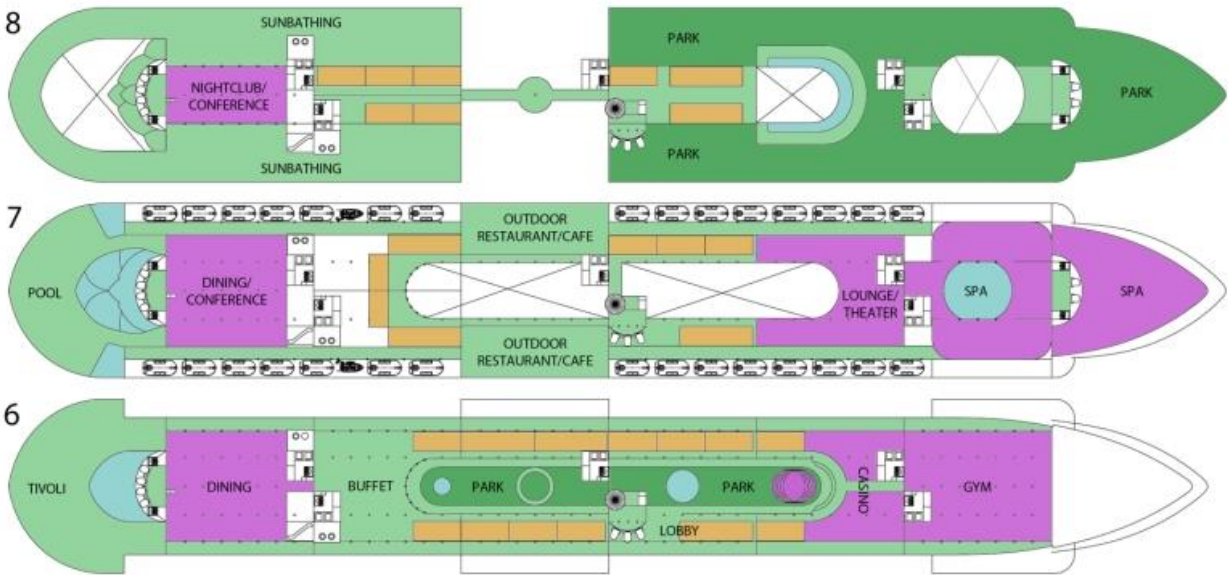 8
SUNBATHING
PARK
NIGHTCLUB/
CONFERENCE
PARK
SUNBATHING
PARK
7
OUTDOOR
RESTAURANT/CAFE
POOL
DINING/
CONFERENCE
LOUNGE/
THEATER
SPA
SPA
OUTDOOR
RESTAURANT/CAFE
6
TIVOLI
DINING
BUFFET
PARK
PARK
CASINO
GYM
LOBBY